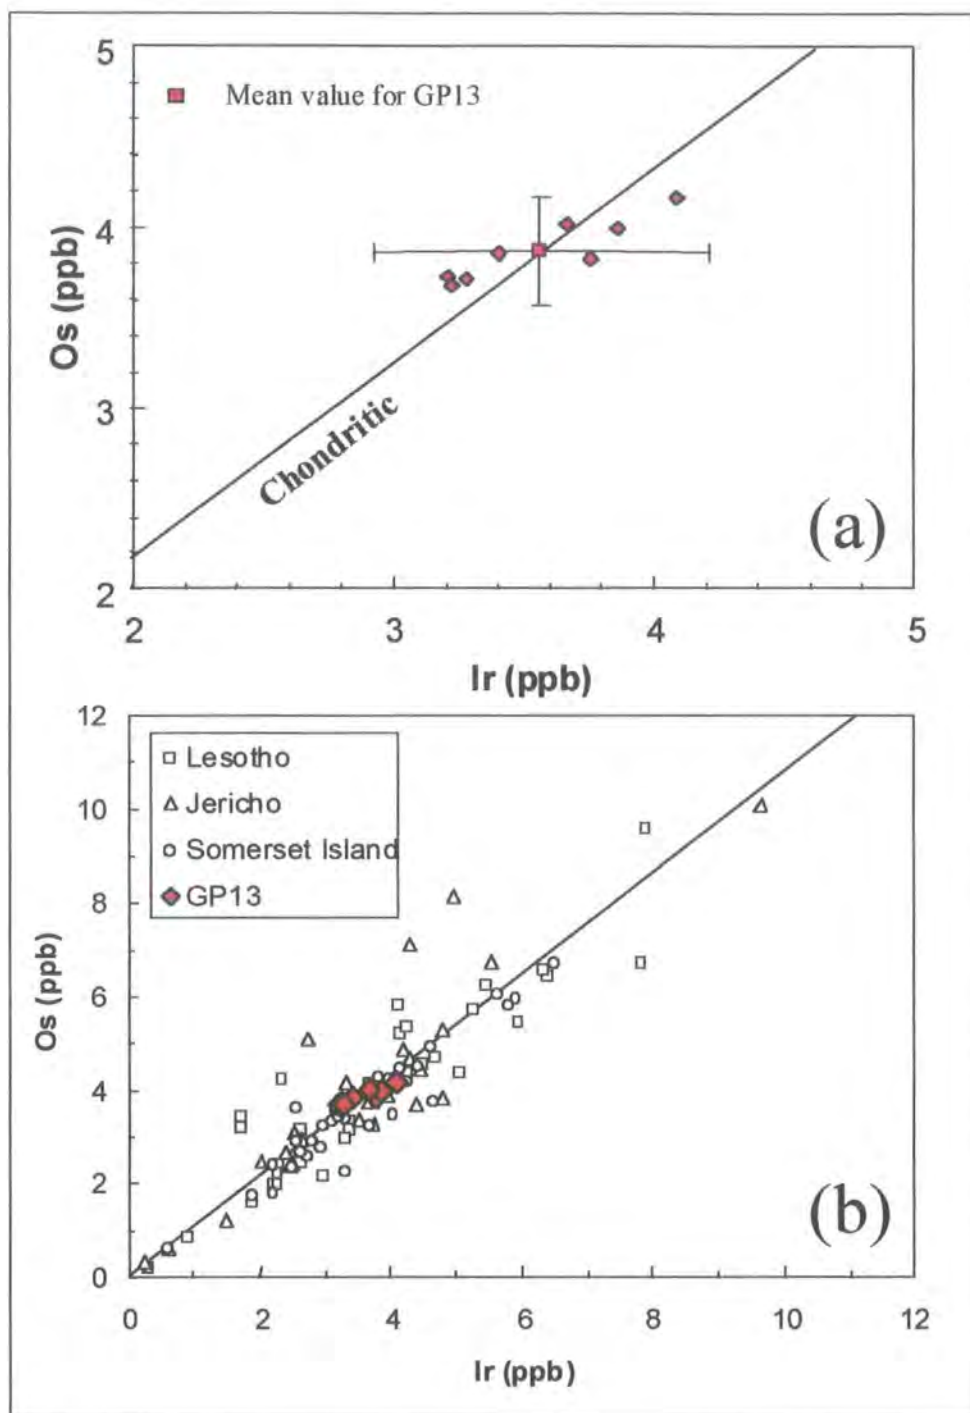 5
Mean value for GP13
4
Os (ppb)
3
Chondritic
(a)
2
2 3 4 5
Ir (ppb)
12
Lesotho
10
Jericho
Somerset Island
8
GP13
Os (ppb)
6
4
2
(b)
0
0 2 4 6 8 10 12
Ir (ppb)